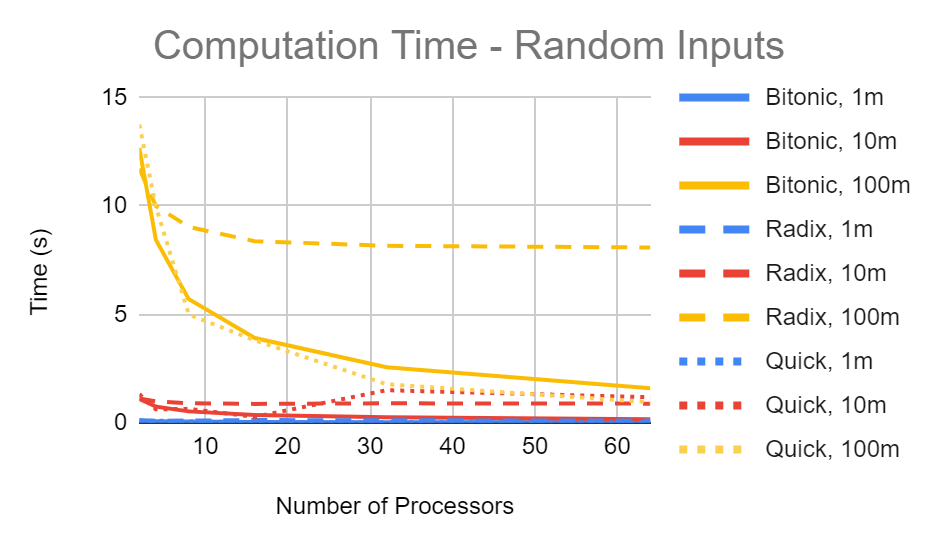 Computation Time - Random Inputs
Time (s)
15
10
5
0
10 20 30 40 50 60
Number of Processors
Bitonic, 1m
Bitonic, 10m
Bitonic, 100m
Radix, 1m
Radix, 10m
Radix, 100m
Quick, 1m
Quick, 10m
Quick, 100m